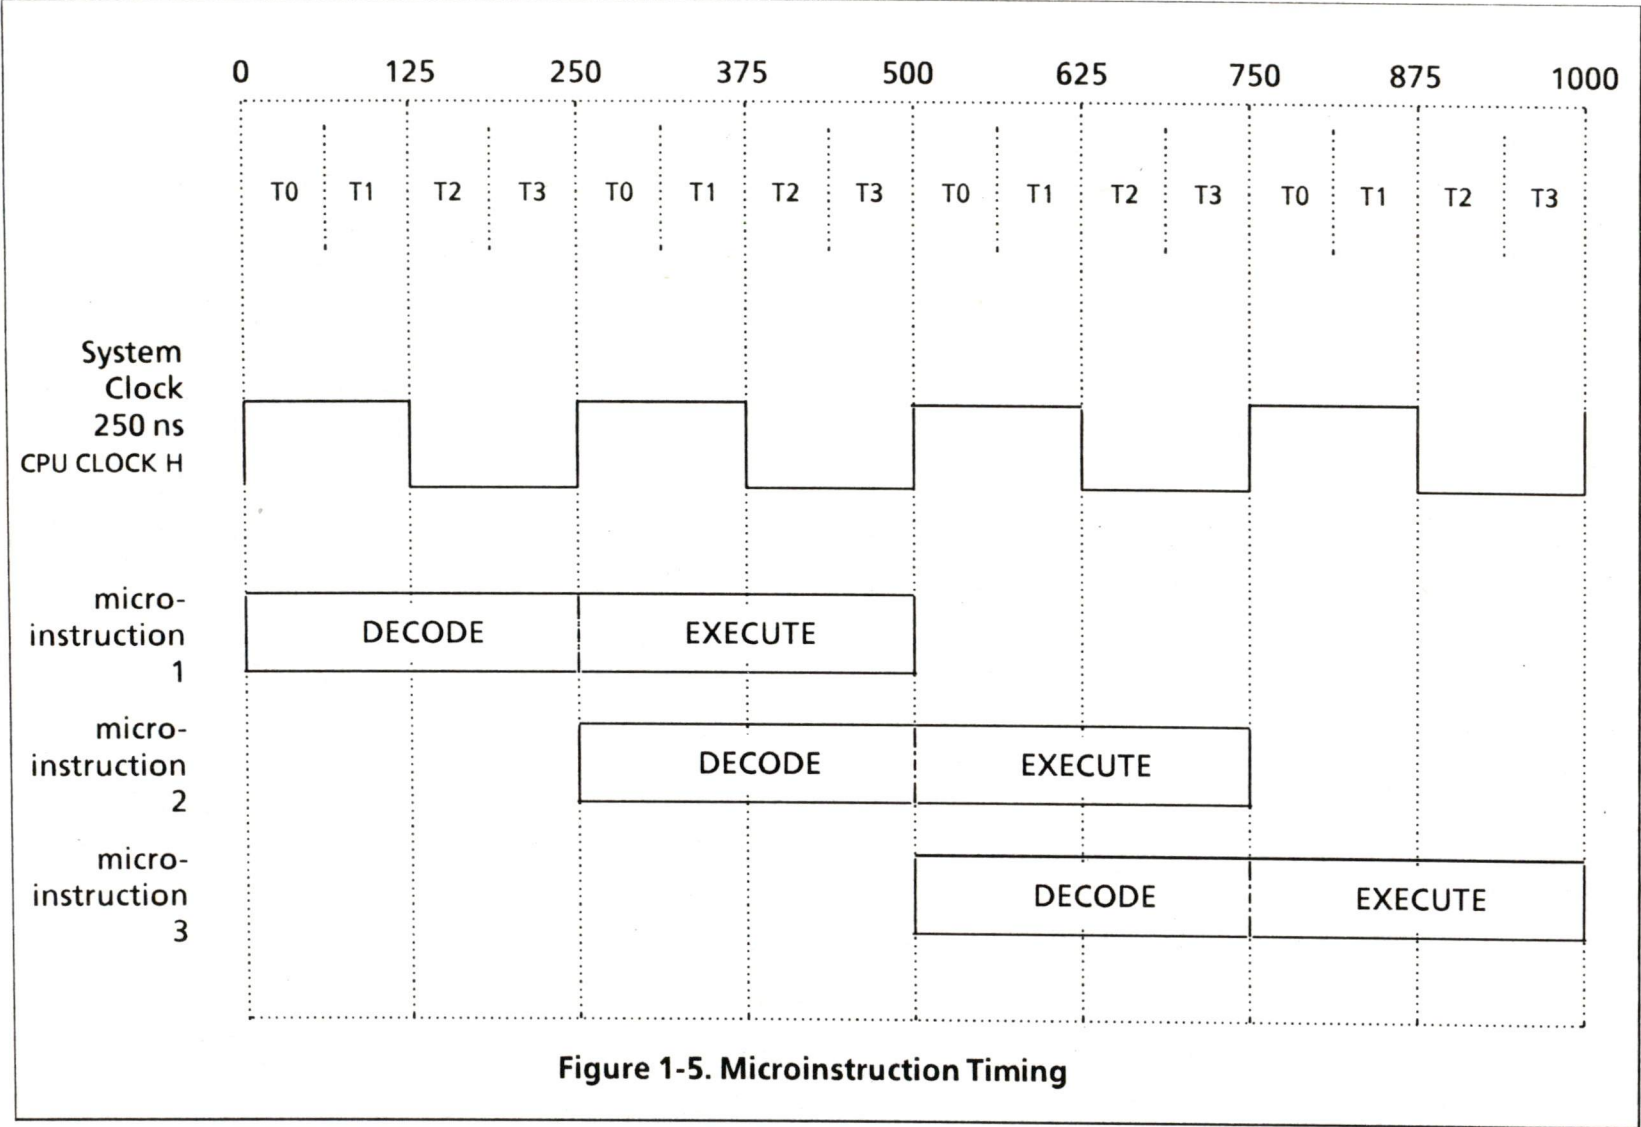 0 125 250 375 500 625 750 875 1000
T0 T1 T2 T3 T0 T1 T2 T3 T0 T1 T2 T3 T0 T1 T2 T3
System
Clock
250 ns
CPU CLOCK H
micro-
instruction
1
DECODE EXECUTE
micro-
instruction
2
DECODE EXECUTE
micro-
instruction
3
DECODE EXECUTE
Figure 1-5. Microinstruction Timing